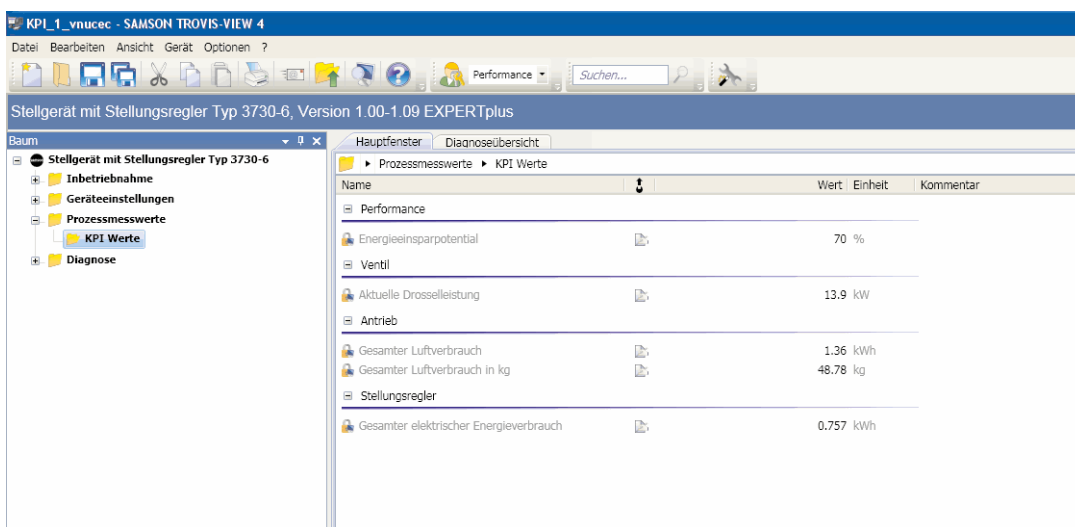 KPI_1_vnucec - SAMSON TROVIS-VIEW 4
Datei Bearbeiten Ansicht Gerät Optionen ?
Performance Suchen...
Stellgerät mit Stellungsregler Typ 3730-6, Version 1.00-1.09 EXPERTplus
Baum
Stellgerät mit Stellungsregler Typ 3730-6
Inbetriebnahme
Geräteeinstellungen
Prozessmesswerte
KPI Werte
Diagnose
Hauptfenster Diagnoseübersicht
Prozessmesswerte KPI Werte
Name Wert Einheit Kommentar
Performance
Energieeinsparpotential 70 %
Ventil
Aktuelle Drosselleistung 13.9 kW
Antrieb
Gesamter Luftverbrauch 1.36 kWh
Gesamter Luftverbrauch in kg 48.78 kg
Stellungsregler
Gesamter elektrischer Energieverbrauch 0.757 kWh